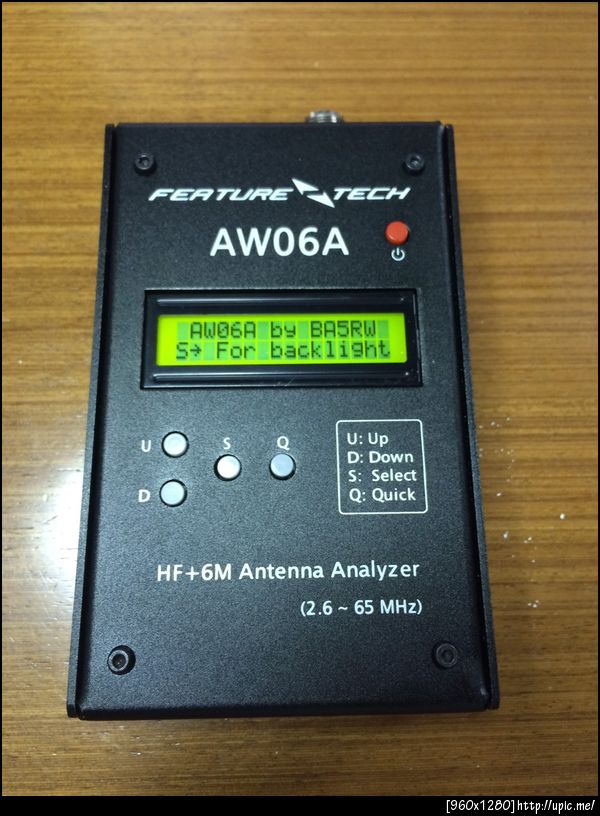 FEATURE TECH
AW06A
AW06A by BA5RW
S→ For backlight
U
S
Q
D
U: Up
D: Down
S: Select
Q: Quick
HF+6M Antenna Analyzer
(2.6 ~ 65 MHz)
[960x1280]http://upic.me/